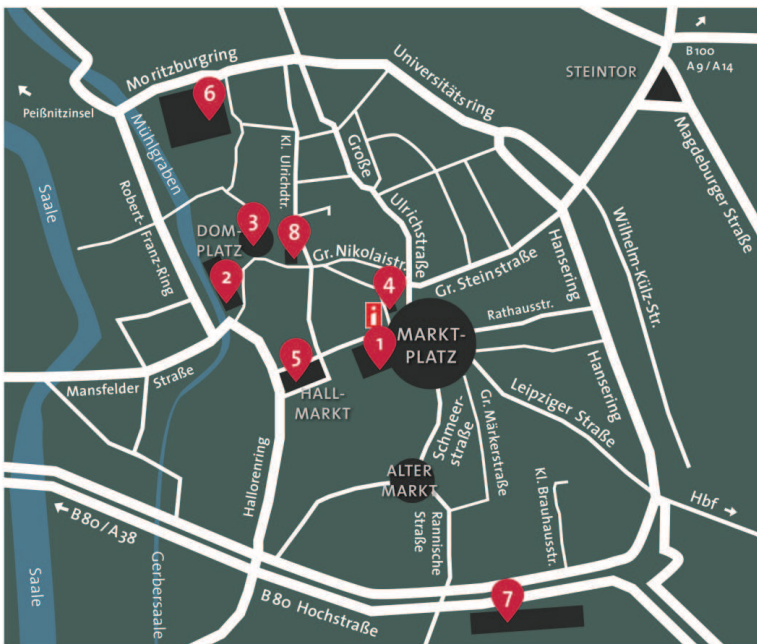 B100
A9/A14
STEINTOR
Moritzburgring
Universitätsring
6
Peißnitzinsel
Mühlgraben
Magdeburger Straße
Saale
Kl. Ulrichdtr.
Große
Ulrichstraße
Robert-
Franz-Ring
3
DOM-
PLATZ
8
Gr. Nikolaistr.
2
4
Gr. Steinstraße
Hansering
Wilhelm-Külz-Str.
i
Rathausstr.
1
MARKT-
PLATZ
5
HALL-
MARKT
Mansfelder
Straße
Hansering
Leipziger Straße
Schmeer-
straße
Gr. Märkerstraße
Hallorenring
ALTER
MARKT
Kl. Brauhausstr.
Hbf
Rannische
Straße
B80/A38
Gerbersaale
Saale
B80 Hochstraße
7